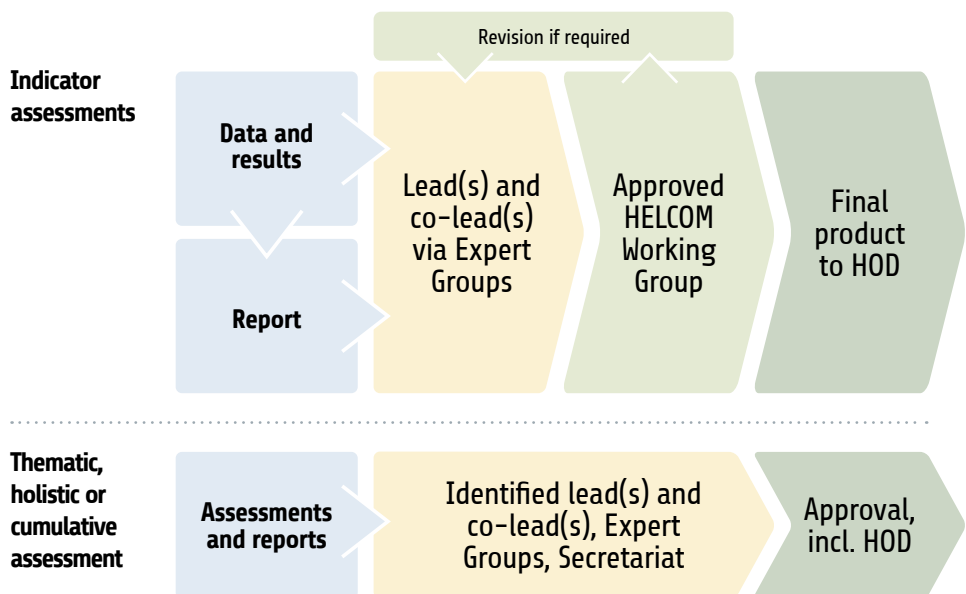 Revision if required
Indicator
assessments
Data and
results
Report
Lead(s) and
co-lead(s)
via Expert
Groups
Approved
HELCOM
Working
Group
Final
product
to HOD
Thematic,
holistic or
cumulative
assessment
Assessments
and reports
Identified lead(s) and
co-lead(s), Expert
Groups, Secretariat
Approval,
incl. HOD